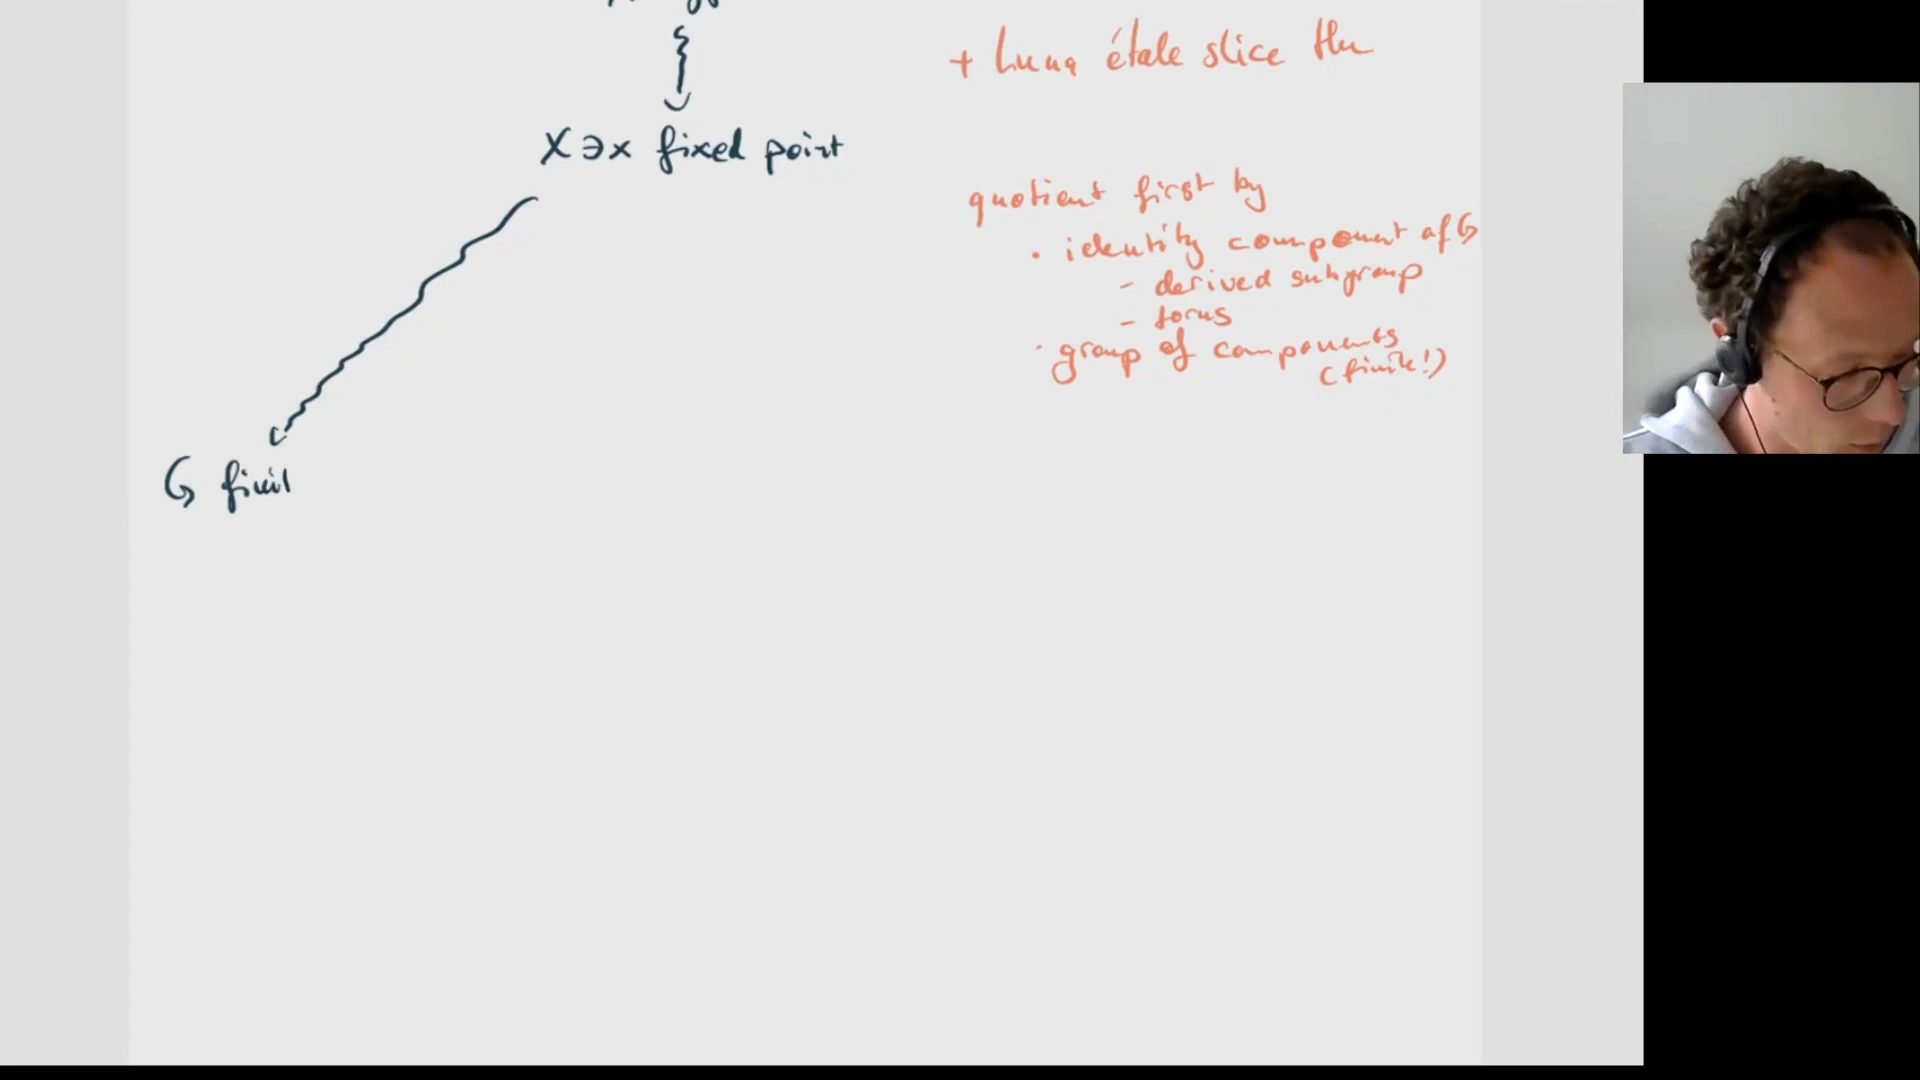 + Luna étale slice thm
X ∋ x fixed point
quotient first by
• identity component of G
- derived subgroup
- torus
• group of components
(finite!)
G finit